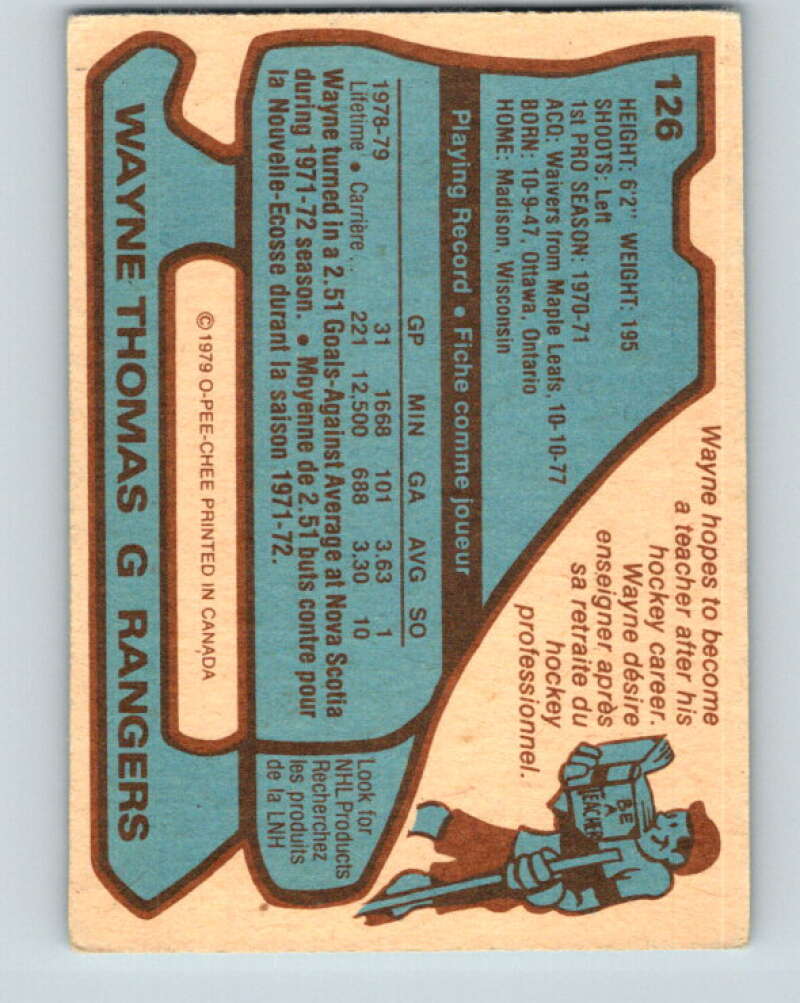 126
HEIGHT: 6'2" WEIGHT: 195
SHOOTS: Left
1st PRO SEASON: 1970-71
ACQ: Waivers from Maple Leafs, 10-10-77
BORN: 10-9-47, Ottawa, Ontario
HOME: Madison, Wisconsin
Wayne hopes to become
a teacher after his
hockey career.
Wayne désire
enseigner après
sa retraite du
hockey
professionnel.
BE
A
TEACHER
Playing Record • Fiche comme joueur
GP MIN GA AVG SO
1978-79 31 1668 101 3.63 1
Lifetime • Carrière .. 221 12,500 688 3.30 10
Wayne turned in a 2.51 Goals-Against Average at Nova Scotia
during 1971-72 season. • Moyenne de 2.51 buts contre pour
la Nouvelle-Ecosse durant la saison 1971-72.
Look for
NHL Products
Recherchez
les produits
de la LNH
©1979 O-PEE-CHEE PRINTED IN CANADA
WAYNE THOMAS G RANGERS